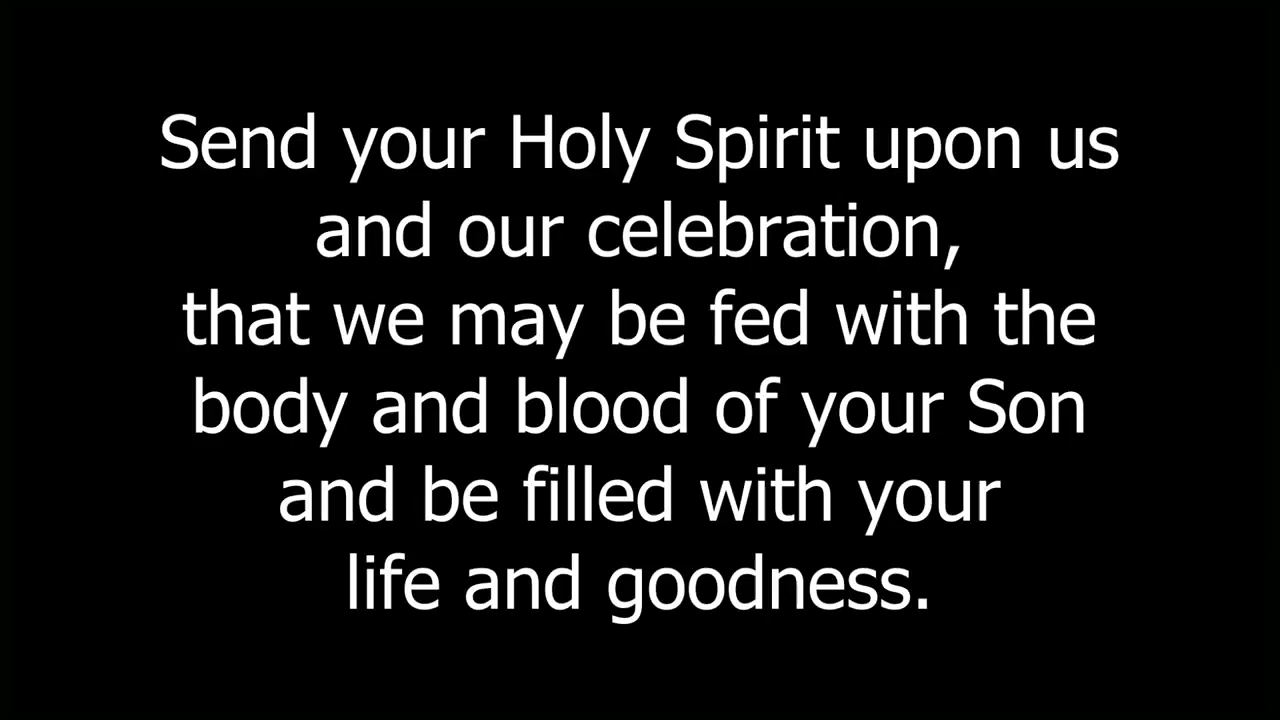 Send your Holy Spirit upon us
and our celebration,
that we may be fed with the
body and blood of your Son
and be filled with your
life and goodness.